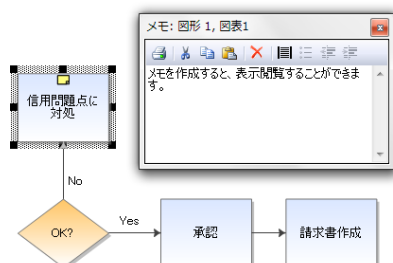 メモ: 図形 1, 図表1
メモを作成すると、表示閲覧することができま
す。
信用問題点に
対処
No
OK?
Yes
承認
請求書作成